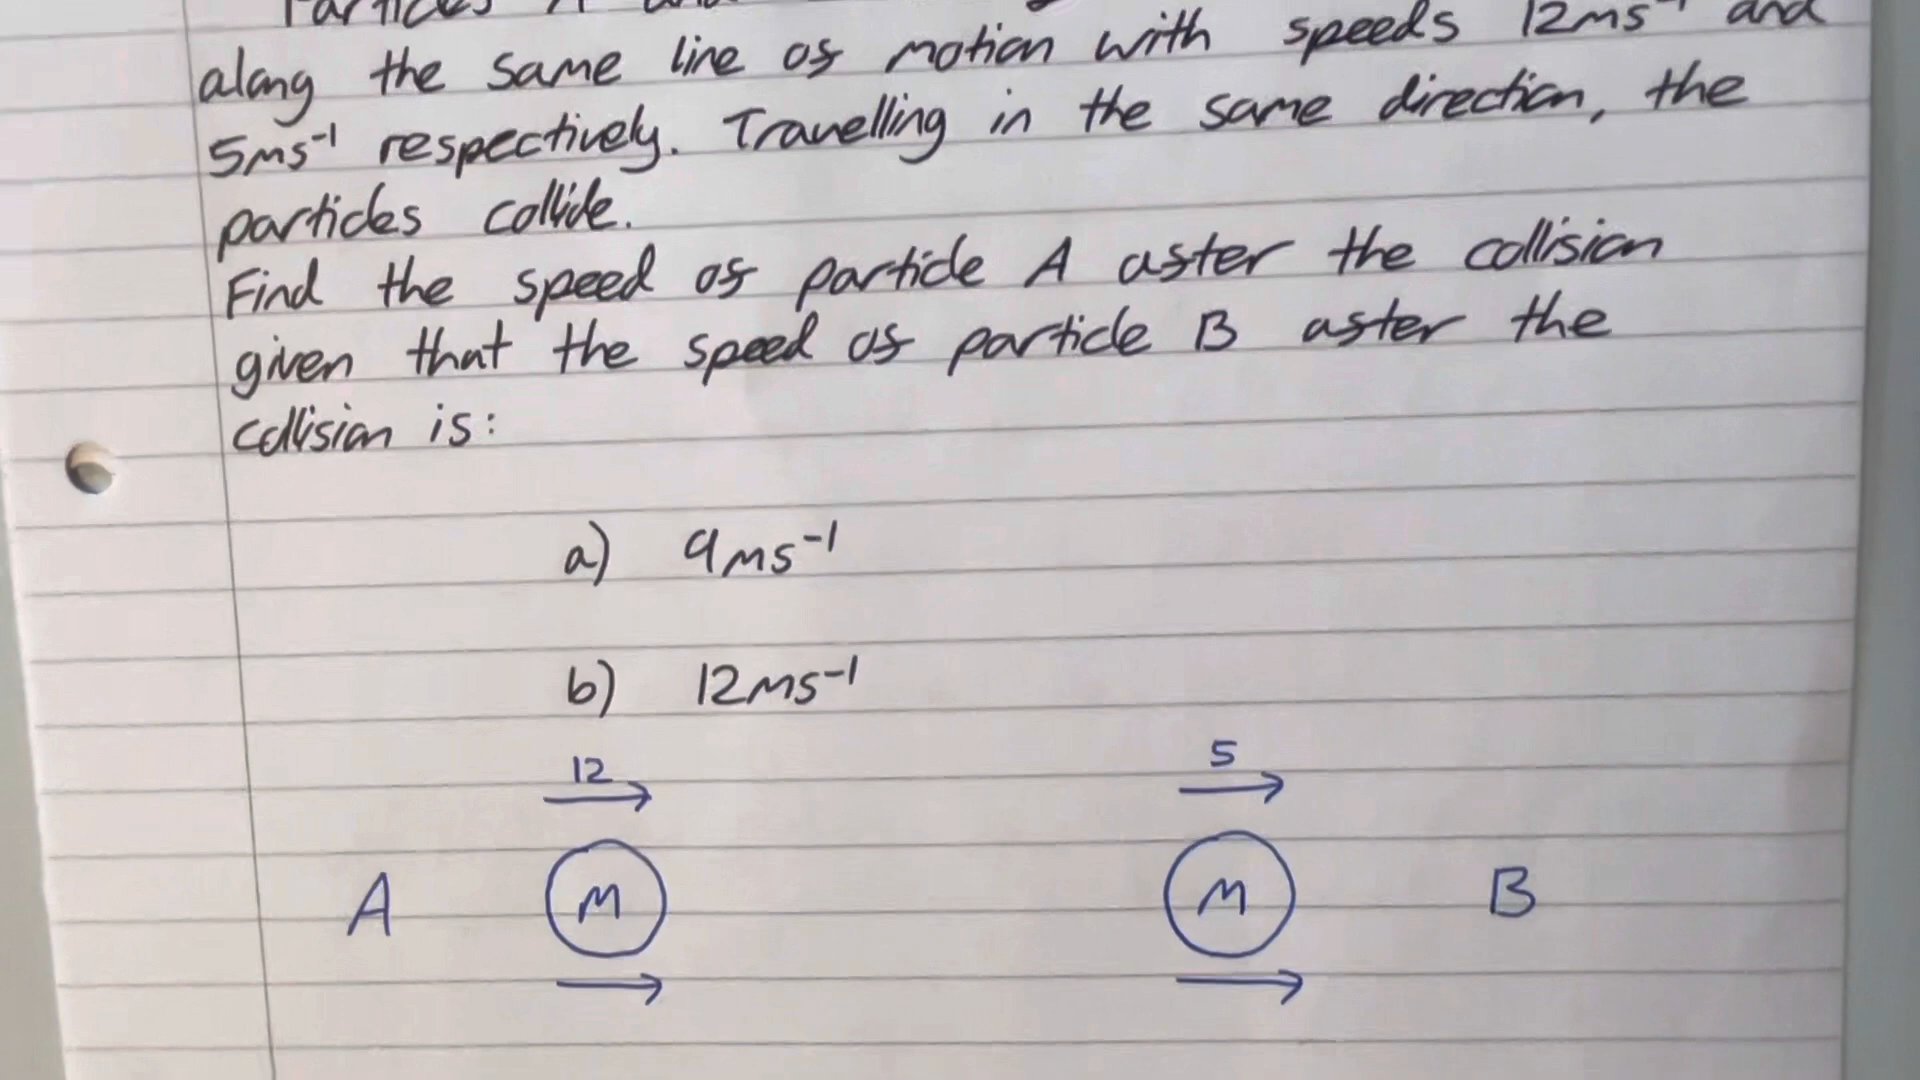 Particles A and
along the same line of motion with speeds 12ms⁻¹ and
5ms⁻¹ respectively. Travelling in the same direction, the
particles collide.
Find the speed of particle A after the collision
given that the speed of particle B after the
collision is:
a) 9ms⁻¹
b) 12ms⁻¹
12 5
A M M B